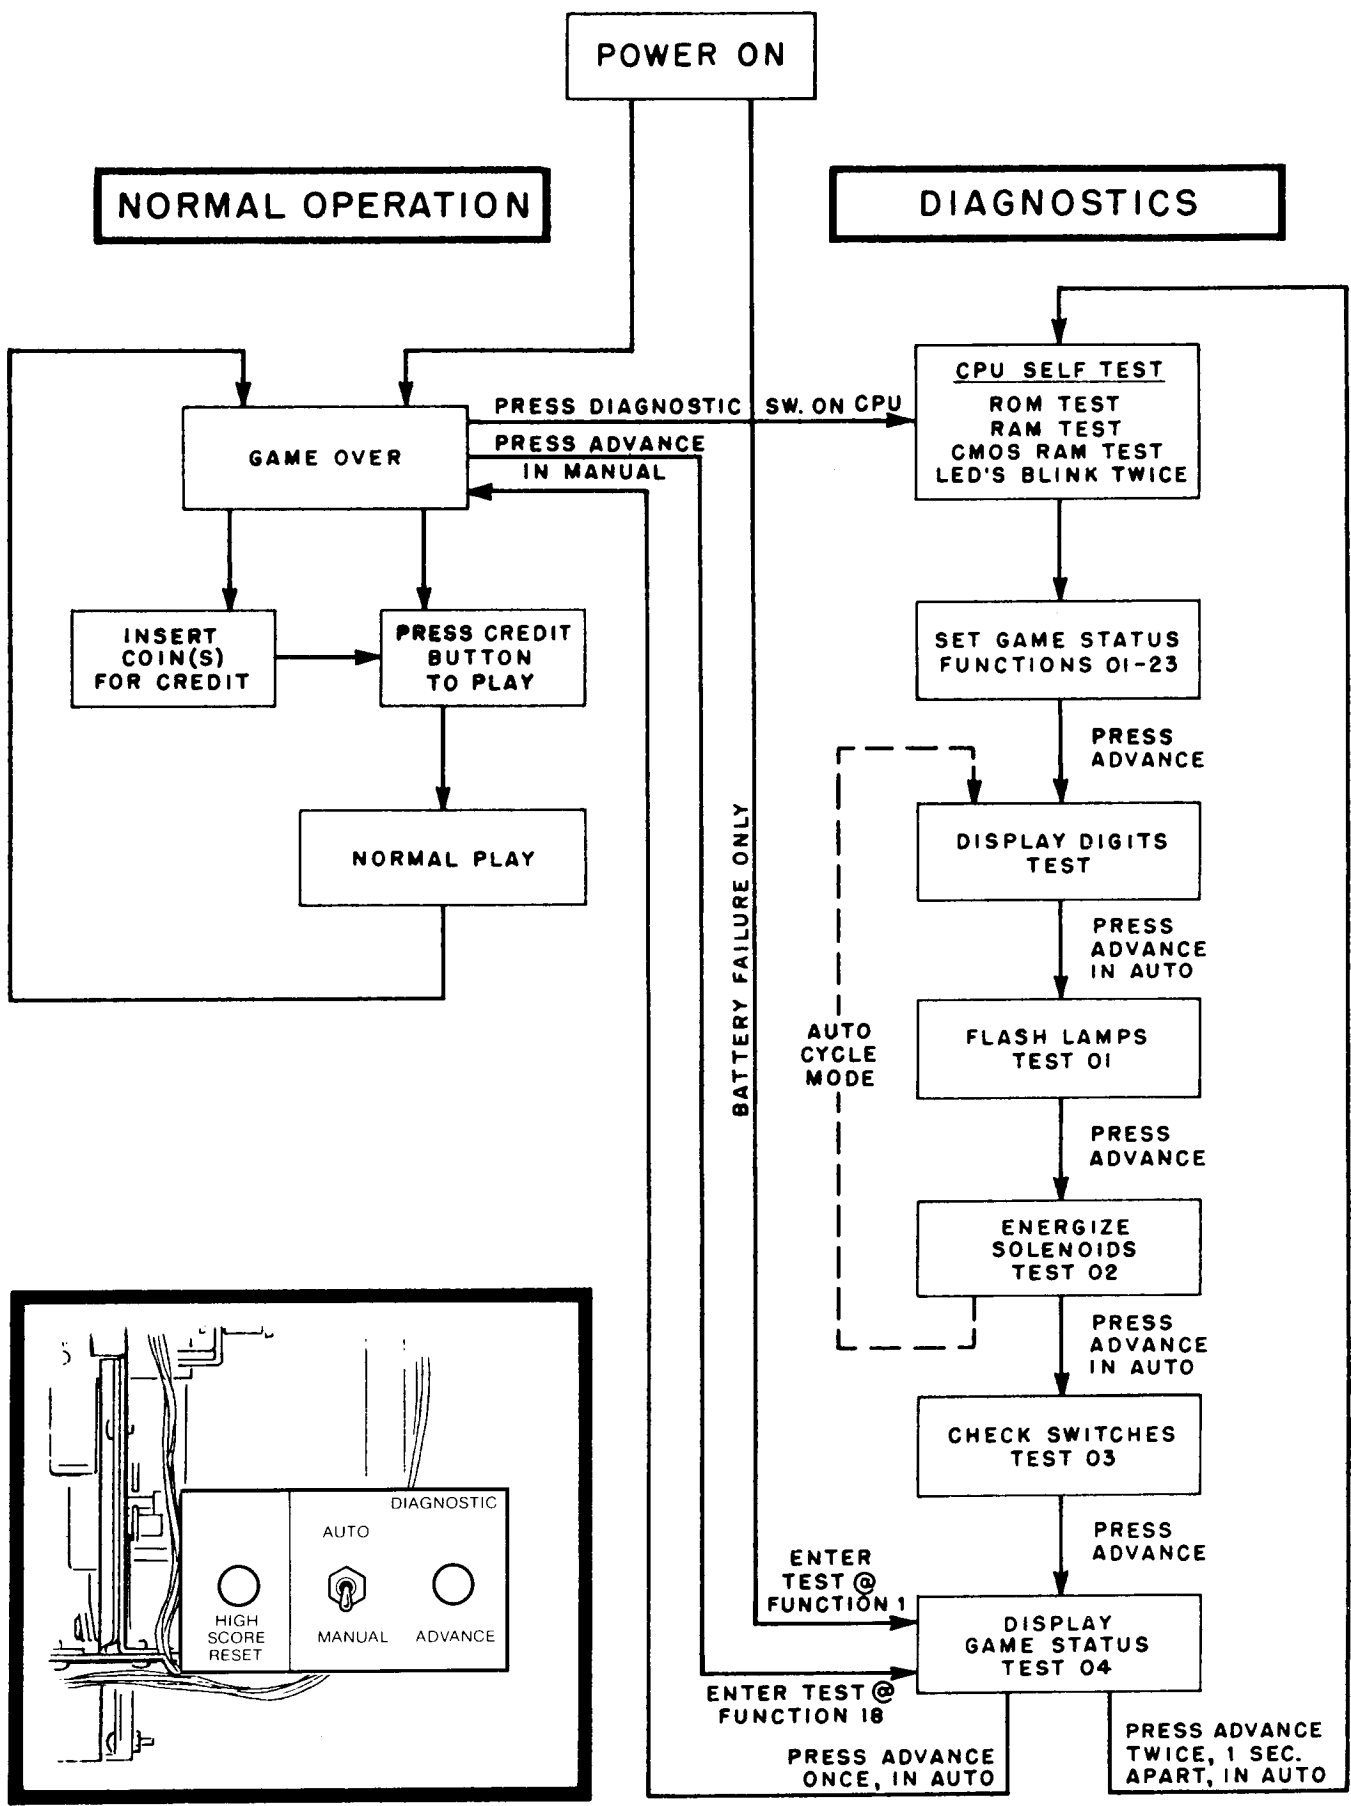 POWER ON
NORMAL OPERATION
DIAGNOSTICS
PRESS DIAGNOSTIC SW. ON CPU
PRESS ADVANCE
IN MANUAL
GAME OVER
INSERT
COIN(S)
FOR CREDIT
PRESS CREDIT
BUTTON
TO PLAY
NORMAL PLAY
BATTERY FAILURE ONLY
CPU SELF TEST
ROM TEST
RAM TEST
CMOS RAM TEST
LED'S BLINK TWICE
SET GAME STATUS
FUNCTIONS 01-23
PRESS
ADVANCE
DISPLAY DIGITS
TEST
PRESS
ADVANCE
IN AUTO
AUTO
CYCLE
MODE
FLASH LAMPS
TEST 01
PRESS
ADVANCE
ENERGIZE
SOLENOIDS
TEST 02
PRESS
ADVANCE
IN AUTO
CHECK SWITCHES
TEST 03
PRESS
ADVANCE
ENTER
TEST @
FUNCTION 1
DISPLAY
GAME STATUS
TEST 04
ENTER TEST @
FUNCTION 18
PRESS ADVANCE
ONCE, IN AUTO
PRESS ADVANCE
TWICE, 1 SEC.
APART, IN AUTO
DIAGNOSTIC
AUTO
MANUAL
ADVANCE
HIGH
SCORE
RESET